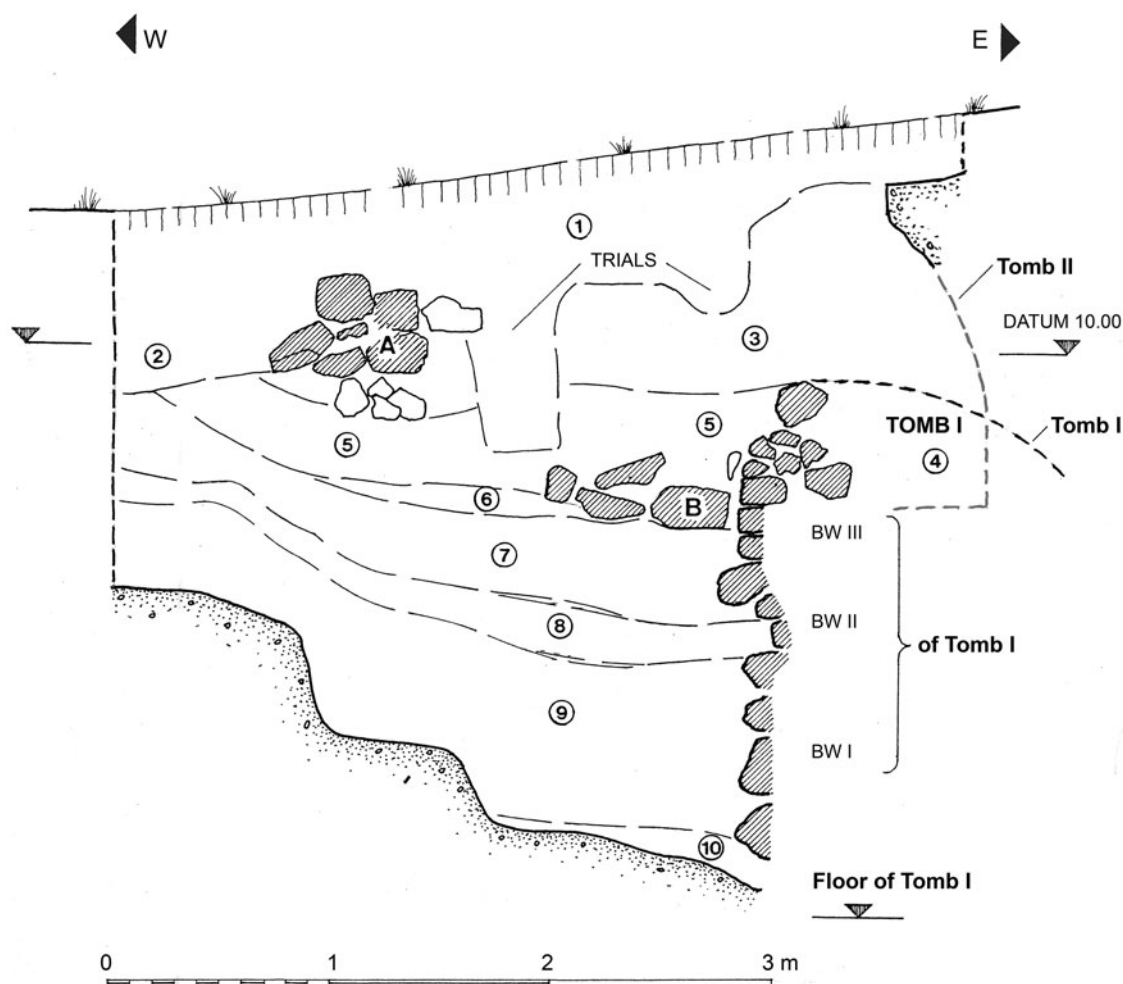 W
E
①
TRIALS
Tomb II
DATUM 10.00
A
③
②
TOMB I
Tomb I
⑤
⑤
④
⑥
B
BW III
⑦
BW II
⑧
of Tomb I
⑨
BW I
⑩
Floor of Tomb I
0 1 2 3 m